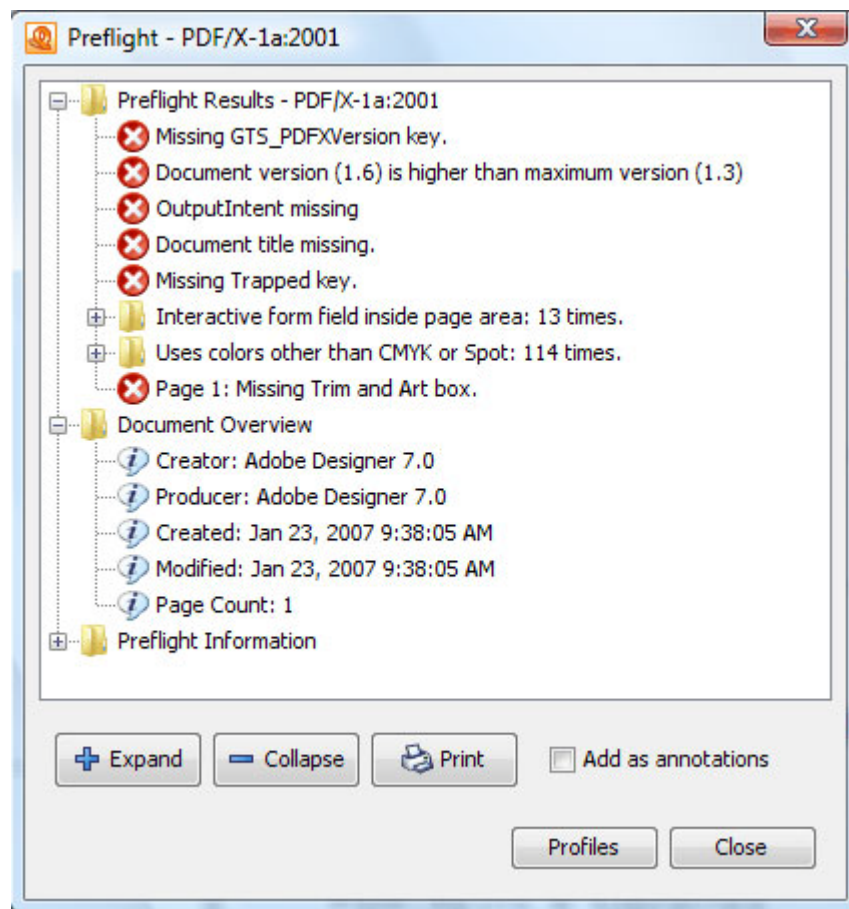 Preflight - PDF/X-1a:2001
Preflight Results - PDF/X-1a:2001
Missing GTS_PDFXVersion key.
Document version (1.6) is higher than maximum version (1.3)
OutputIntent missing
Document title missing.
Missing Trapped key.
Interactive form field inside page area: 13 times.
Uses colors other than CMYK or Spot: 114 times.
Page 1: Missing Trim and Art box.
Document Overview
Creator: Adobe Designer 7.0
Producer: Adobe Designer 7.0
Created: Jan 23, 2007 9:38:05 AM
Modified: Jan 23, 2007 9:38:05 AM
Page Count: 1
Preflight Information
Expand Collapse Print Add as annotations
Profiles Close